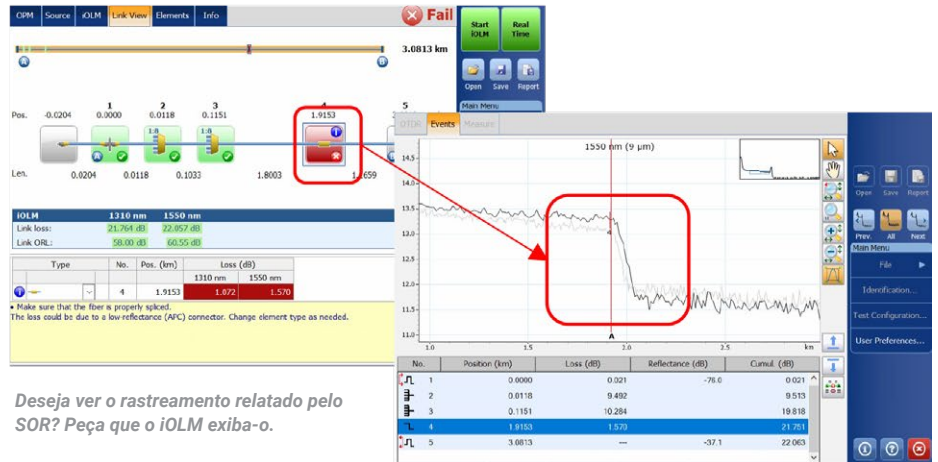 OPM Source iOLM Link View Elements Info
Fail
Start iOLM
Real Time
3.0813 km
A
B
Open Save Report
Main Menu
1 2 3 4 5
Pos. -0.0204 0.0000 0.0118 0.1151 1.9153
1:8 1:8
A
Len. 0.0204 0.0118 0.1033 1.8003
iOLM 1310 nm 1550 nm
Link loss: 21.764 dB 22.057 dB
Link ORL: 58.00 dB 60.55 dB
Type No. Pos. (km) Loss (dB)
1310 nm 1550 nm
4 1.9153 1.072 1.570
• Make sure that the fiber is properly spliced.
The loss could be due to a low-reflectance (APC) connector. Change element type as needed.
Deseja ver o rastreamento relatado pelo
SOR? Peça que o iOLM exiba-o.
OTDR Events Measure
1550 nm (9 µm)
14.5
14.0
13.5
13.0
12.5
12.0
11.5
11.0
1.0 1.5 2.0 2.5 km
A
No. Position (km) Loss (dB) Reflectance (dB) Cumul. (dB)
1 0.0000 0.021 -76.0 0.021
2 0.0118 9.492 9.513
3 0.1151 10.284 19.818
4 1.9153 1.570 21.751
5 3.0813 --- -37.1 22.063
Open Save Report
Prev. All Next
Main Menu
File
Identification...
Test Configuration...
User Preferences...